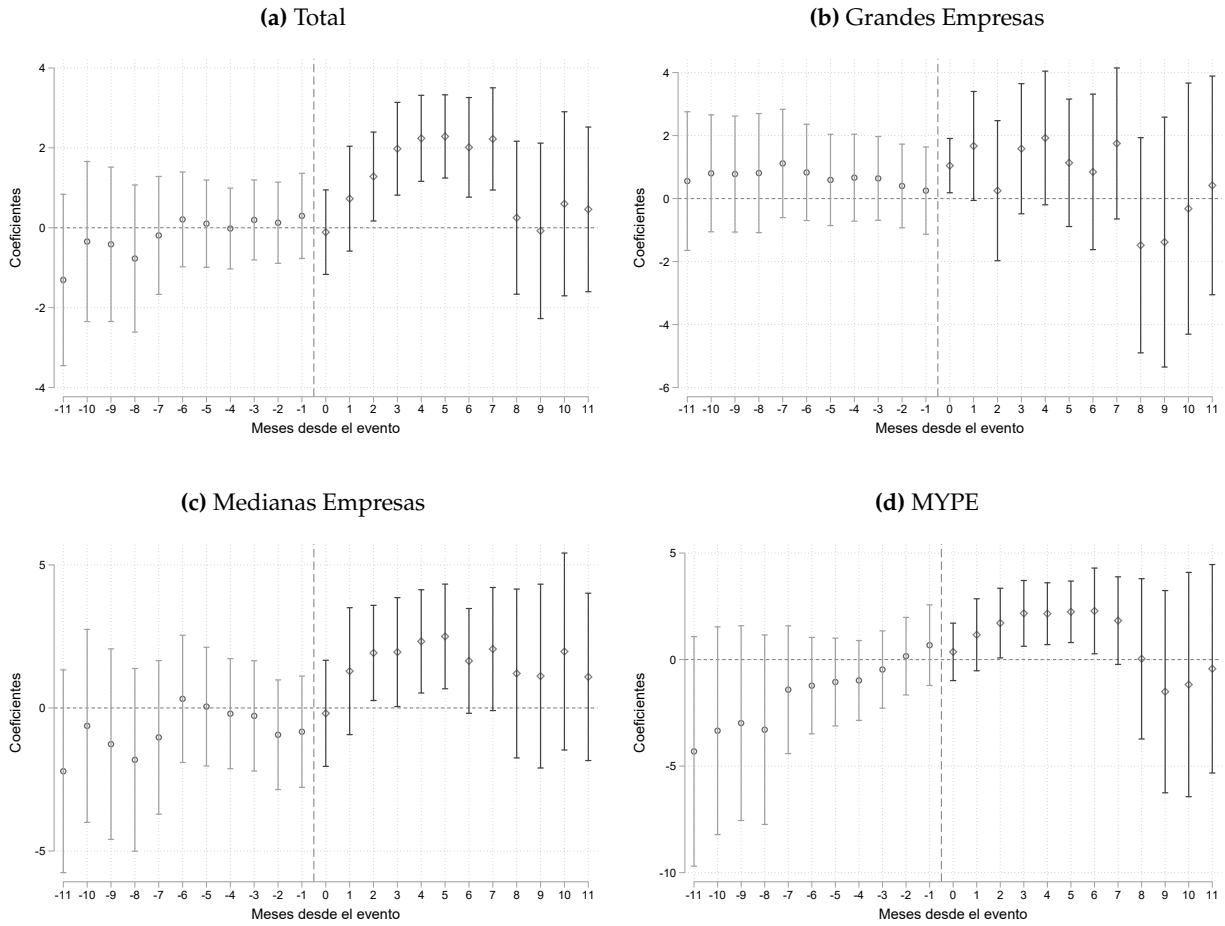 (a) Total
4
2
0
-2
-4
Coeficientes
-11 -10 -9 -8 -7 -6 -5 -4 -3 -2 -1 0 1 2 3 4 5 6 7 8 9 10 11
Meses desde el evento
(b) Grandes Empresas
4
2
0
-2
-4
-6
Coeficientes
-11 -10 -9 -8 -7 -6 -5 -4 -3 -2 -1 0 1 2 3 4 5 6 7 8 9 10 11
Meses desde el evento
(c) Medianas Empresas
5
0
-5
Coeficientes
-11 -10 -9 -8 -7 -6 -5 -4 -3 -2 -1 0 1 2 3 4 5 6 7 8 9 10 11
Meses desde el evento
(d) MYPE
5
0
-5
-10
Coeficientes
-11 -10 -9 -8 -7 -6 -5 -4 -3 -2 -1 0 1 2 3 4 5 6 7 8 9 10 11
Meses desde el evento